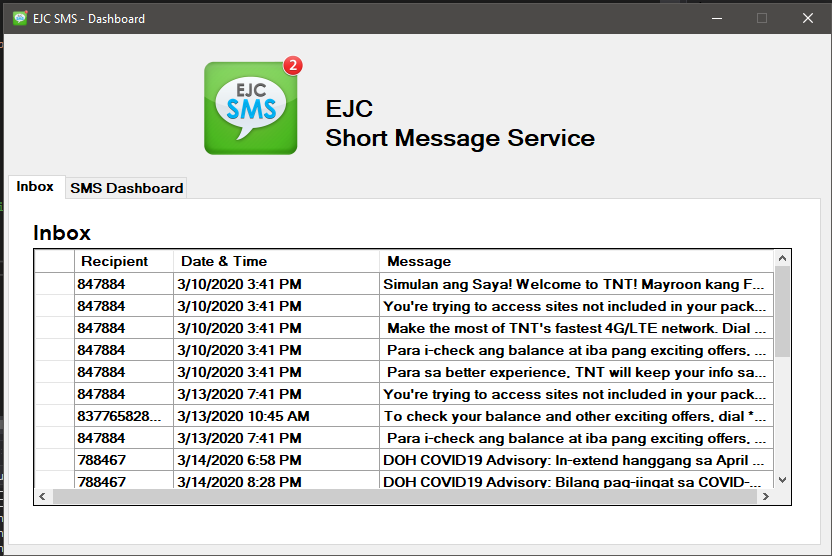 EJC SMS - Dashboard
2
EJC
SMS
EJC
Short Message Service
Inbox SMS Dashboard
Inbox
Recipient Date & Time Message
847884 3/10/2020 3:41 PM Simulan ang Saya! Welcome to TNT! Mayroon kang F...
847884 3/10/2020 3:41 PM You're trying to access sites not included in your pack...
847884 3/10/2020 3:41 PM Make the most of TNT's fastest 4G/LTE network. Dial ...
847884 3/10/2020 3:41 PM Para i-check ang balance at iba pang exciting offers, ...
847884 3/10/2020 3:41 PM Para sa better experience, TNT will keep your info sa...
847884 3/13/2020 7:41 PM You're trying to access sites not included in your pack...
837765828... 3/13/2020 10:45 AM To check your balance and other exciting offers, dial *...
847884 3/13/2020 7:41 PM Para i-check ang balance at iba pang exciting offers, ...
788467 3/14/2020 6:58 PM DOH COVID19 Advisory: In-extend hanggang sa April ...
788467 3/14/2020 8:28 PM DOH COVID19 Advisory: Bilang pag-iingat sa COVID-...